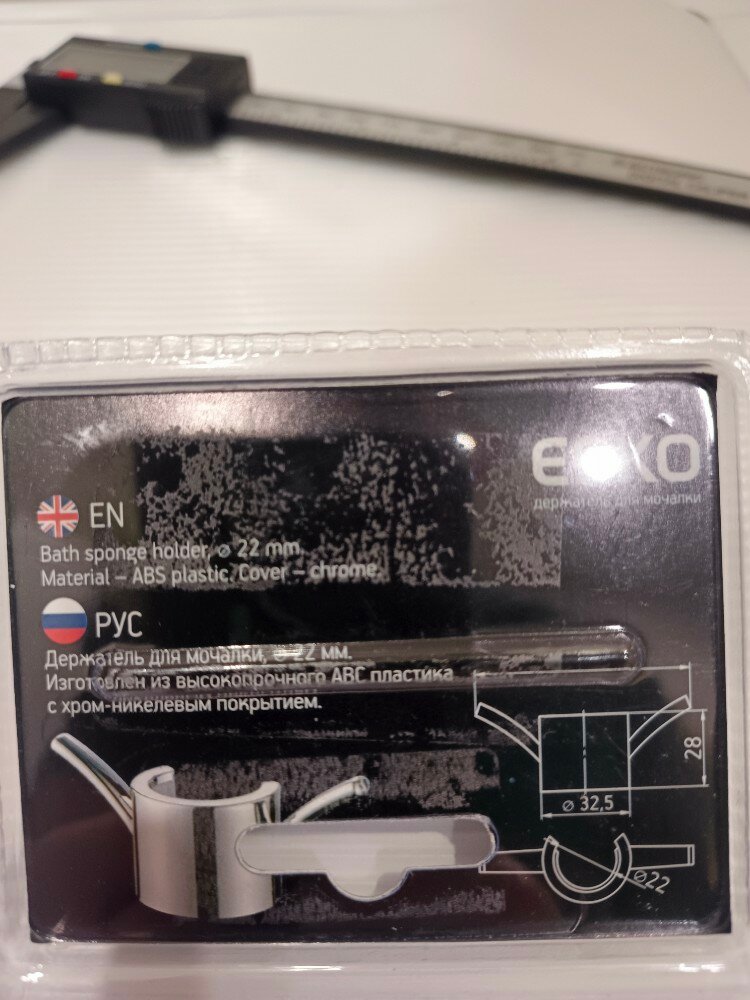 держатель для мочалки
EN
Bath sponge holder, ⌀ 22 mm.
Material – ABS plastic. Cover – chrome.
РУС
Держатель для мочалки, ⌀ 22 мм.
Изготовлен из высокопрочного АВС пластика
с хром-никелевым покрытием.
28
⌀ 32,5
⌀22